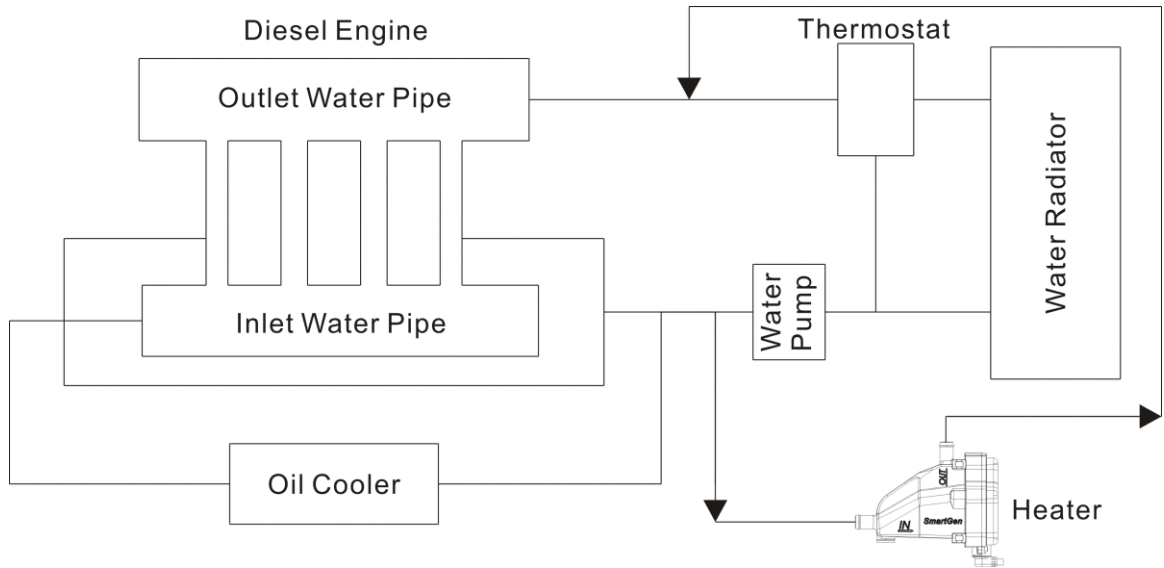 Diesel Engine
Thermostat
Outlet Water Pipe
Water Radiator
Inlet Water Pipe
Water
Pump
Oil Cooler
OUT
IN
SmartGen
Heater